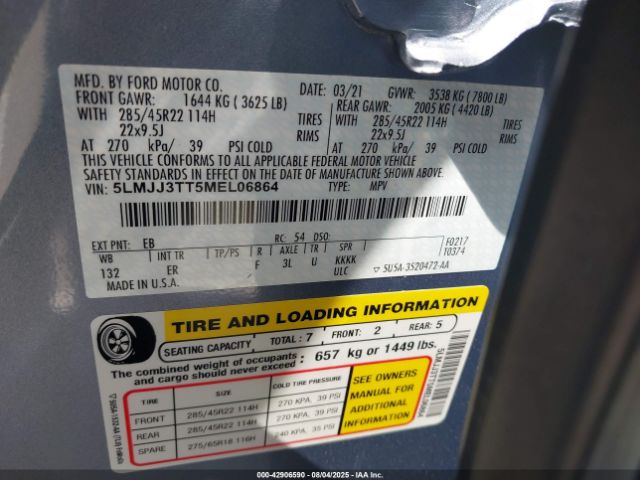 MFD. BY FORD MOTOR CO.
DATE: 03/21 GVWR: 3538 KG ( 7800 LB)
FRONT GAWR: 1644 KG ( 3625 LB) REAR GAWR: 2005 KG ( 4420 LB)
WITH 285/45R22 114H TIRES WITH 285/45R22 114H TIRES
22x9.5J RIMS 22x9.5J RIMS
AT 270 kPa/ 39 PSI COLD AT 270 kPa/ 39 PSI COLD
THIS VEHICLE CONFORMS TO ALL APPLICABLE FEDERAL MOTOR VEHICLE
SAFETY STANDARDS IN EFFECT ON THE DATE OF MANUFACTURE SHOWN ABOVE.
VIN: 5LMJJ3TT5MEL06864 TYPE: MPV
EXT PNT: EB RC: 54 DSO:
WB INT TR TP/PS R AXLE TR SPR F0217
132 ER F 3L U KKKK T0374
ULC
MADE IN U.S.A. ▽ 5U5A-3520472-AA
TIRE AND LOADING INFORMATION
SEATING CAPACITY TOTAL: 7 FRONT: 2 REAR: 5
The combined weight of occupants and cargo should never exceed : 657 kg or 1449 lbs.
TIRE SIZE COLD TIRE PRESSURE
FRONT 285/45R22 114H 270 KPA, 39 PSI
REAR 285/45R22 114H 270 KPA, 39 PSI
SPARE 275/65R18 116H 240 KPA, 35 PSI
SEE OWNERS
MANUAL FOR
ADDITIONAL
INFORMATION
000-42906590 - 08/04/2025 - IAAI.com